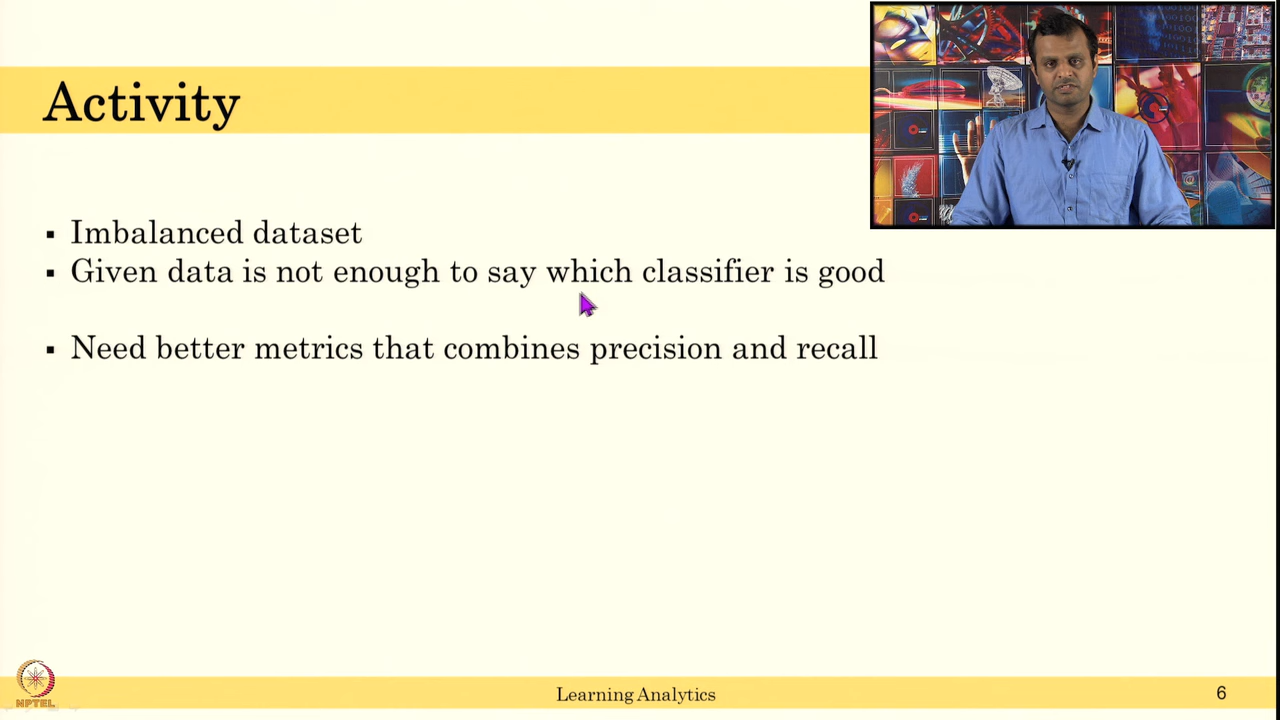 Activity
▪ Imbalanced dataset
▪ Given data is not enough to say which classifier is good
▪ Need better metrics that combines precision and recall
NPTEL
Learning Analytics
6